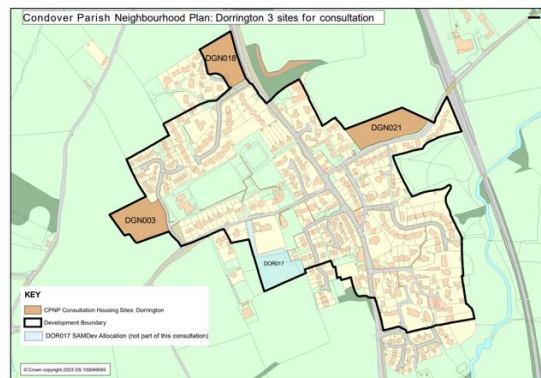 Condover Parish Neighbourhood Plan: Dorrington 3 sites for consultation
DGN018
DGN021
DGN003
DOR017
KEY
CPNP Consultation Housing Sites: Dorrington
Development Boundary
DOR017 SAMDev Allocation (not part of this consultation)
© Crown copyright 2023 OS 100049049